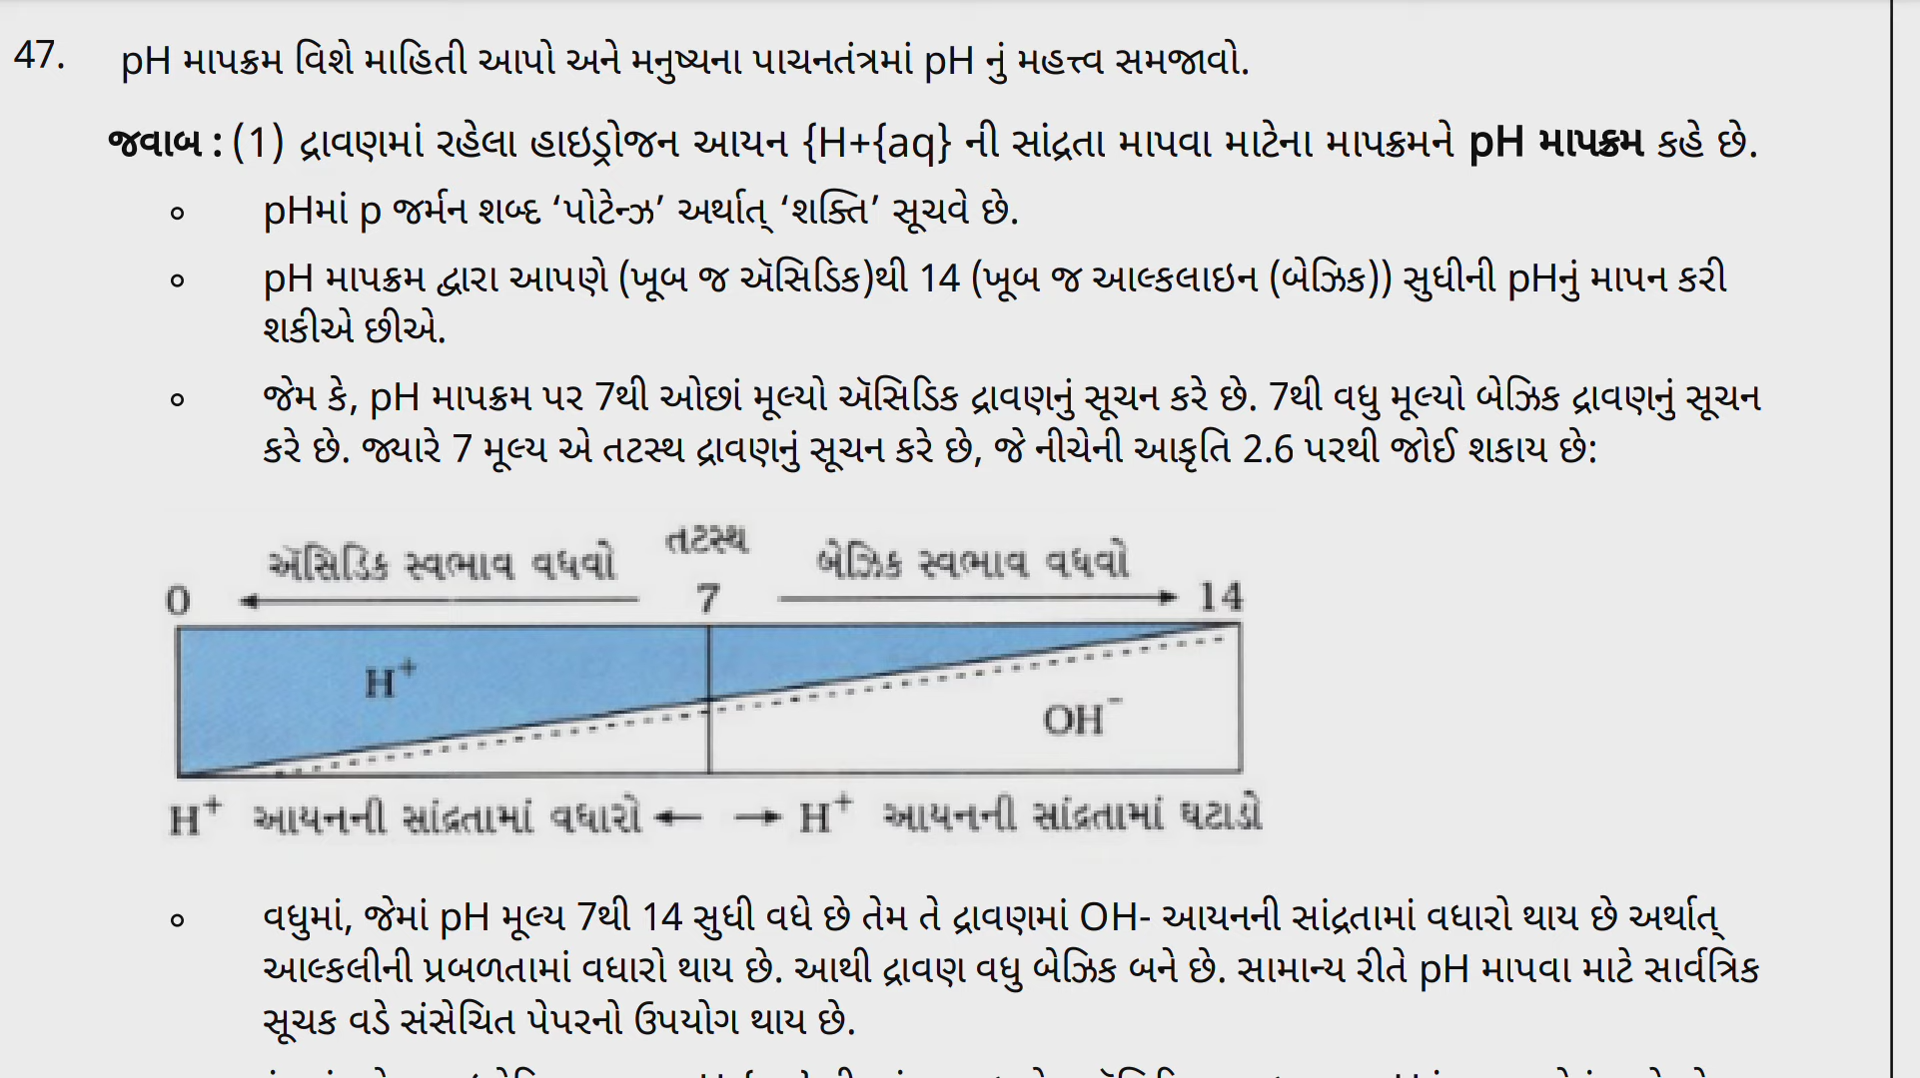 47. pH માપક્રમ વિશે માહિતી આપો અને મનુષ્યના પાચનતંત્રમાં pH નું મહત્ત્વ સમજાવો.
જવાબ : (1) દ્રાવણમાં રહેલા હાઇડ્રોજન આયન {H+{aq} ની સાંદ્રતા માપવા માટેના માપક્રમને pH માપક્રમ કહે છે.
○ pHમાં p જર્મન શબ્દ ‘પોટેન્ઝ’ અર્થાત્ ‘શક્તિ’ સૂચવે છે.
○ pH માપક્રમ દ્વારા આપણે (ખૂબ જ ઍસિડિક)થી 14 (ખૂબ જ આલ્કલાઇન (બેઝિક)) સુધીની pHનું માપન કરી
શકીએ છીએ.
○ જેમ કે, pH માપક્રમ પર 7થી ઓછાં મૂલ્યો ઍસિડિક દ્રાવણનું સૂચન કરે છે. 7થી વધુ મૂલ્યો બેઝિક દ્રાવણનું સૂચન
કરે છે. જ્યારે 7 મૂલ્ય એ તટસ્થ દ્રાવણનું સૂચન કરે છે, જે નીચેની આકૃતિ 2.6 પરથી જોઈ શકાય છે:
ઍસિડિક સ્વભાવ વધવો તટસ્થ બેઝિક સ્વભાવ વધવો
0 7 14
H⁺
OH⁻
H⁺ આયનની સાંદ્રતામાં વધારો ← → H⁺ આયનની સાંદ્રતામાં ઘટાડો
○ વધુમાં, જેમાં pH મૂલ્ય 7થી 14 સુધી વધે છે તેમ તે દ્રાવણમાં OH- આયનની સાંદ્રતામાં વધારો થાય છે અર્થાત્
આલ્કલીની પ્રબળતામાં વધારો થાય છે. આથી દ્રાવણ વધુ બેઝિક બને છે. સામાન્ય રીતે pH માપવા માટે સાર્વત્રિક
સૂચક વડે સંસેચિત પેપરનો ઉપયોગ થાય છે.